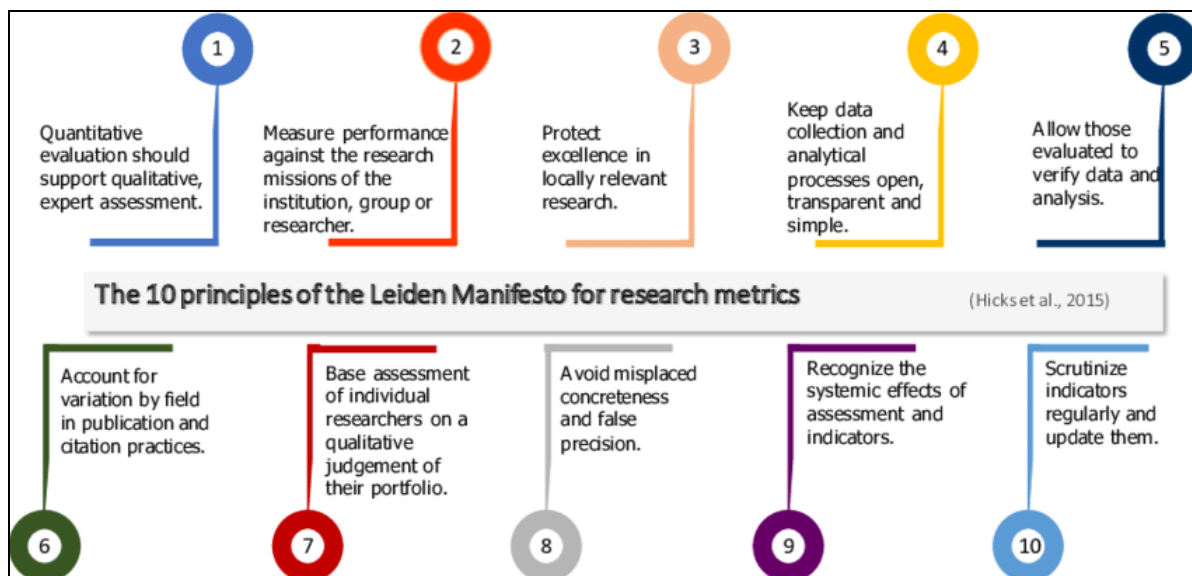 1
Quantitative
evaluation should
support qualitative,
expert assessment.
2
Measure performance
against the research
missions of the
institution, group or
researcher.
3
Protect
excellence in
locally relevant
research.
4
Keep data
collection and
analytical
processes open,
transparent and
simple.
5
Allow those
evaluated to
verify data and
analysis.
The 10 principles of the Leiden Manifesto for research metrics (Hicks et al., 2015)
Account for
variation by field
in publication and
citation practices.
6
Base assessment
of individual
researchers on a
qualitative
judgement of
their portfolio.
7
Avoid misplaced
concreteness
and false
precision.
8
Recognize the
systemic effects of
assessment and
indicators.
9
Scrutinize
indicators
regularly and
update them.
10